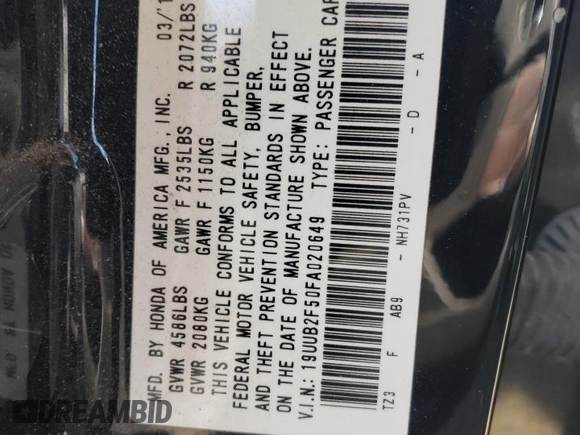 MFD. BY HONDA OF AMERICA MFG., INC. 03/1
GVWR 4586LBS GAWR F 2535LBS R 2072LBS
GVWR 2080KG GAWR F 1150KG R 940KG
THIS VEHICLE CONFORMS TO ALL APPLICABLE
FEDERAL MOTOR VEHICLE SAFETY, BUMPER,
AND THEFT PREVENTION STANDARDS IN EFFECT
ON THE DATE OF MANUFACTURE SHOWN ABOVE.
V.I.N.: 19UUB2F50FA020649 TYPE: PASSENGER CAR
TZ3 F AB9 - NH731PV - D - A
DREAMBID